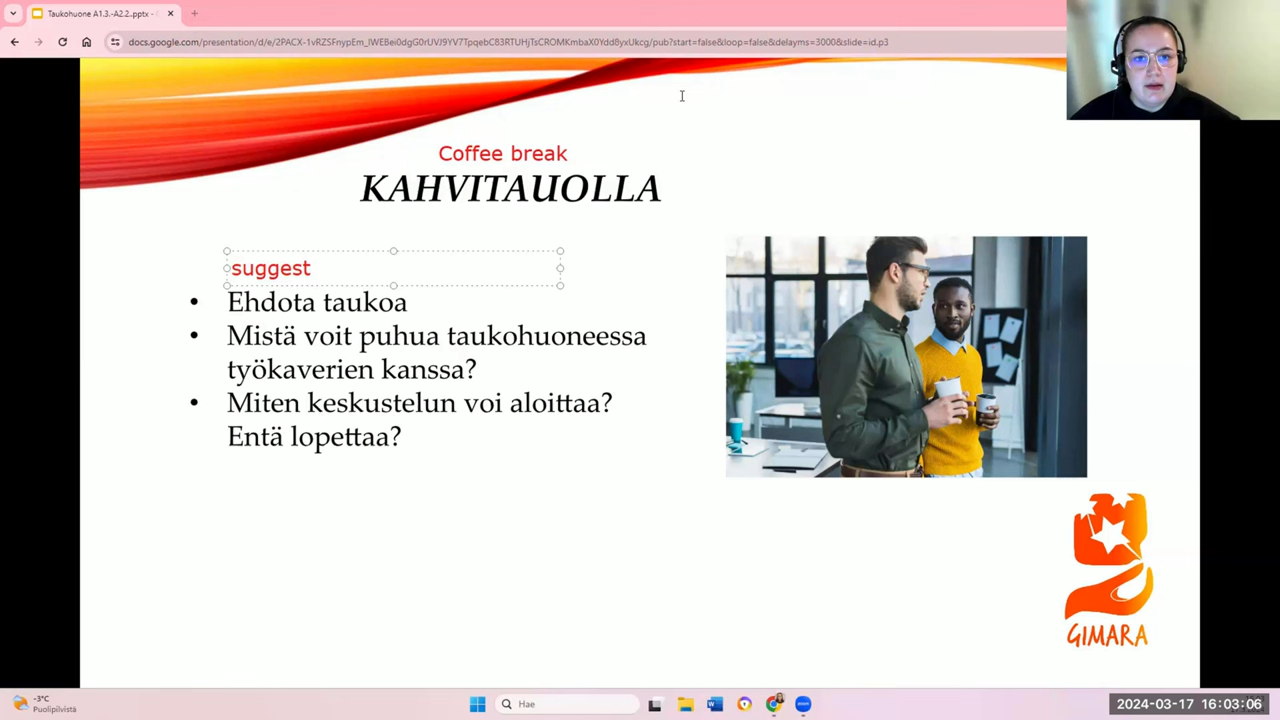 Taukohuone A1.3.-A2.2..pptx -
docs.google.com/presentation/d/e/2PACX-1vRZSFnypEm_lWEBei0dgG0rUVJ9YV7TpqebC83RTUHjTsCROMKmbaX0Ydd8yxUkcg/pub?start=false&loop=false&delayms=3000&slide=id.p3
Coffee break
KAHVITAUOLLA
suggest
• Ehdota taukoa
• Mistä voit puhua taukohuoneessa
työkaverien kanssa?
• Miten keskustelun voi aloittaa?
Entä lopettaa?
GIMARA
-3°C
Puolipilvistä
Hae
zoom
2024-03-17 16:03:06